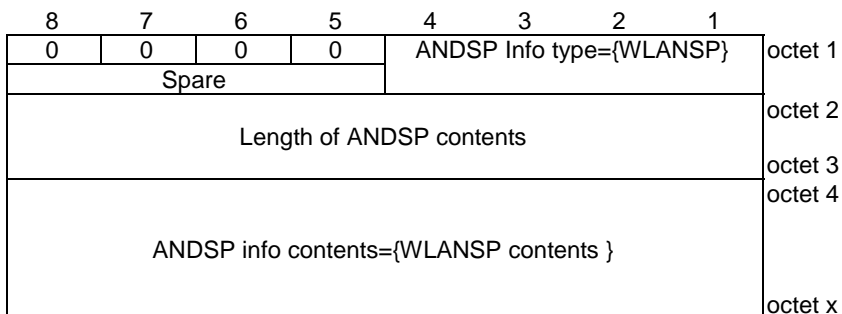 8 7 6 5 4 3 2 1
0 0 0 0 ANDSP Info type={WLANSP} octet 1
Spare
octet 2
Length of ANDSP contents
octet 3
octet 4
ANDSP info contents={WLANSP contents }
octet x